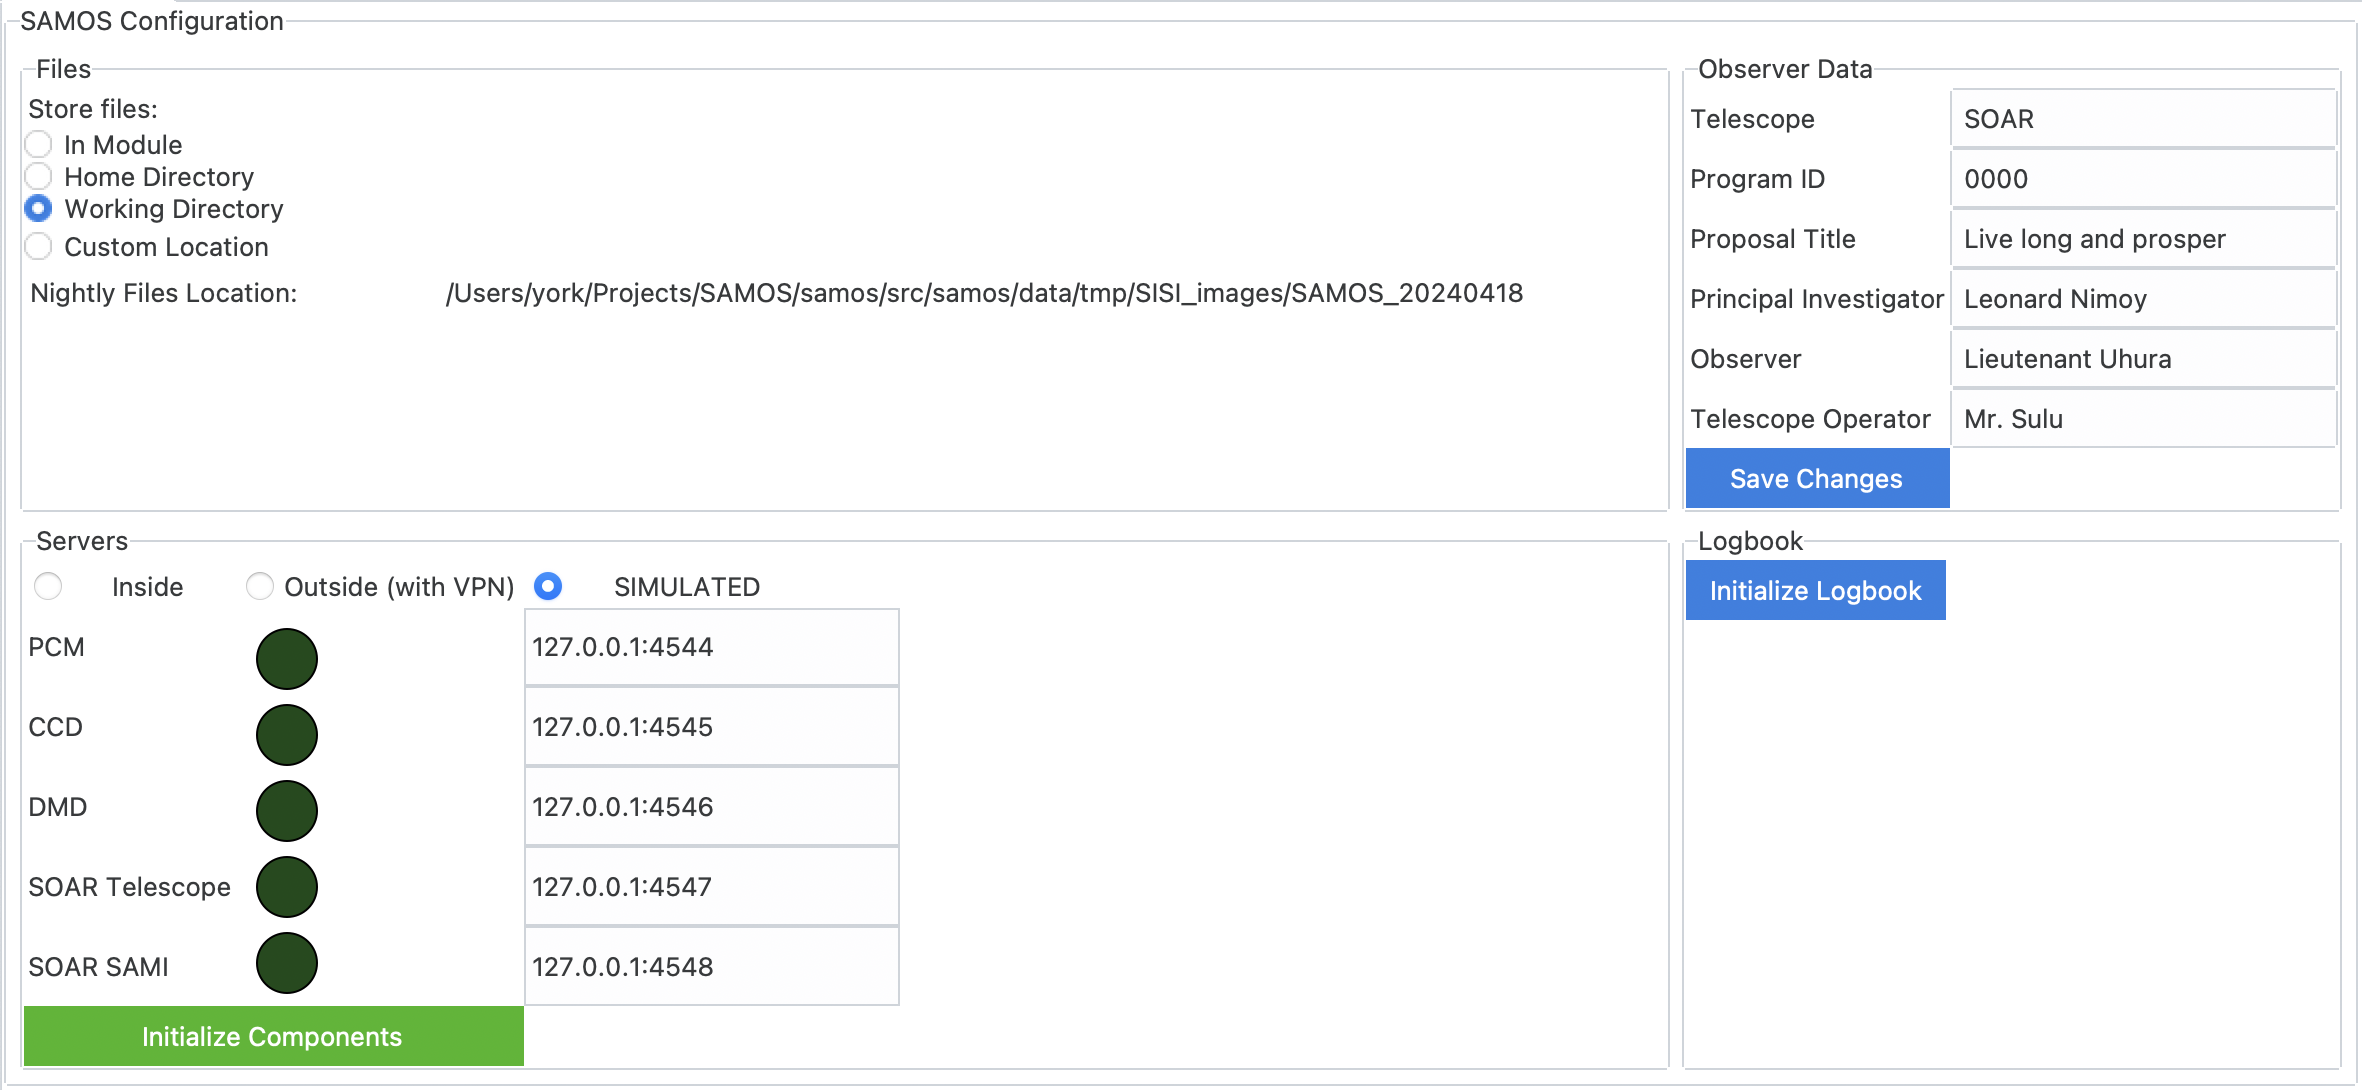 SAMOS Configuration
Files
Store files:
In Module
Home Directory
Working Directory
Custom Location
Nightly Files Location: /Users/york/Projects/SAMOS/samos/src/samos/data/tmp/SISI_images/SAMOS_20240418
Observer Data
Telescope SOAR
Program ID 0000
Proposal Title Live long and prosper
Principal Investigator Leonard Nimoy
Observer Lieutenant Uhura
Telescope Operator Mr. Sulu
Save Changes
Servers
Inside Outside (with VPN) SIMULATED
PCM 127.0.0.1:4544
CCD 127.0.0.1:4545
DMD 127.0.0.1:4546
SOAR Telescope 127.0.0.1:4547
SOAR SAMI 127.0.0.1:4548
Initialize Components
Logbook
Initialize Logbook